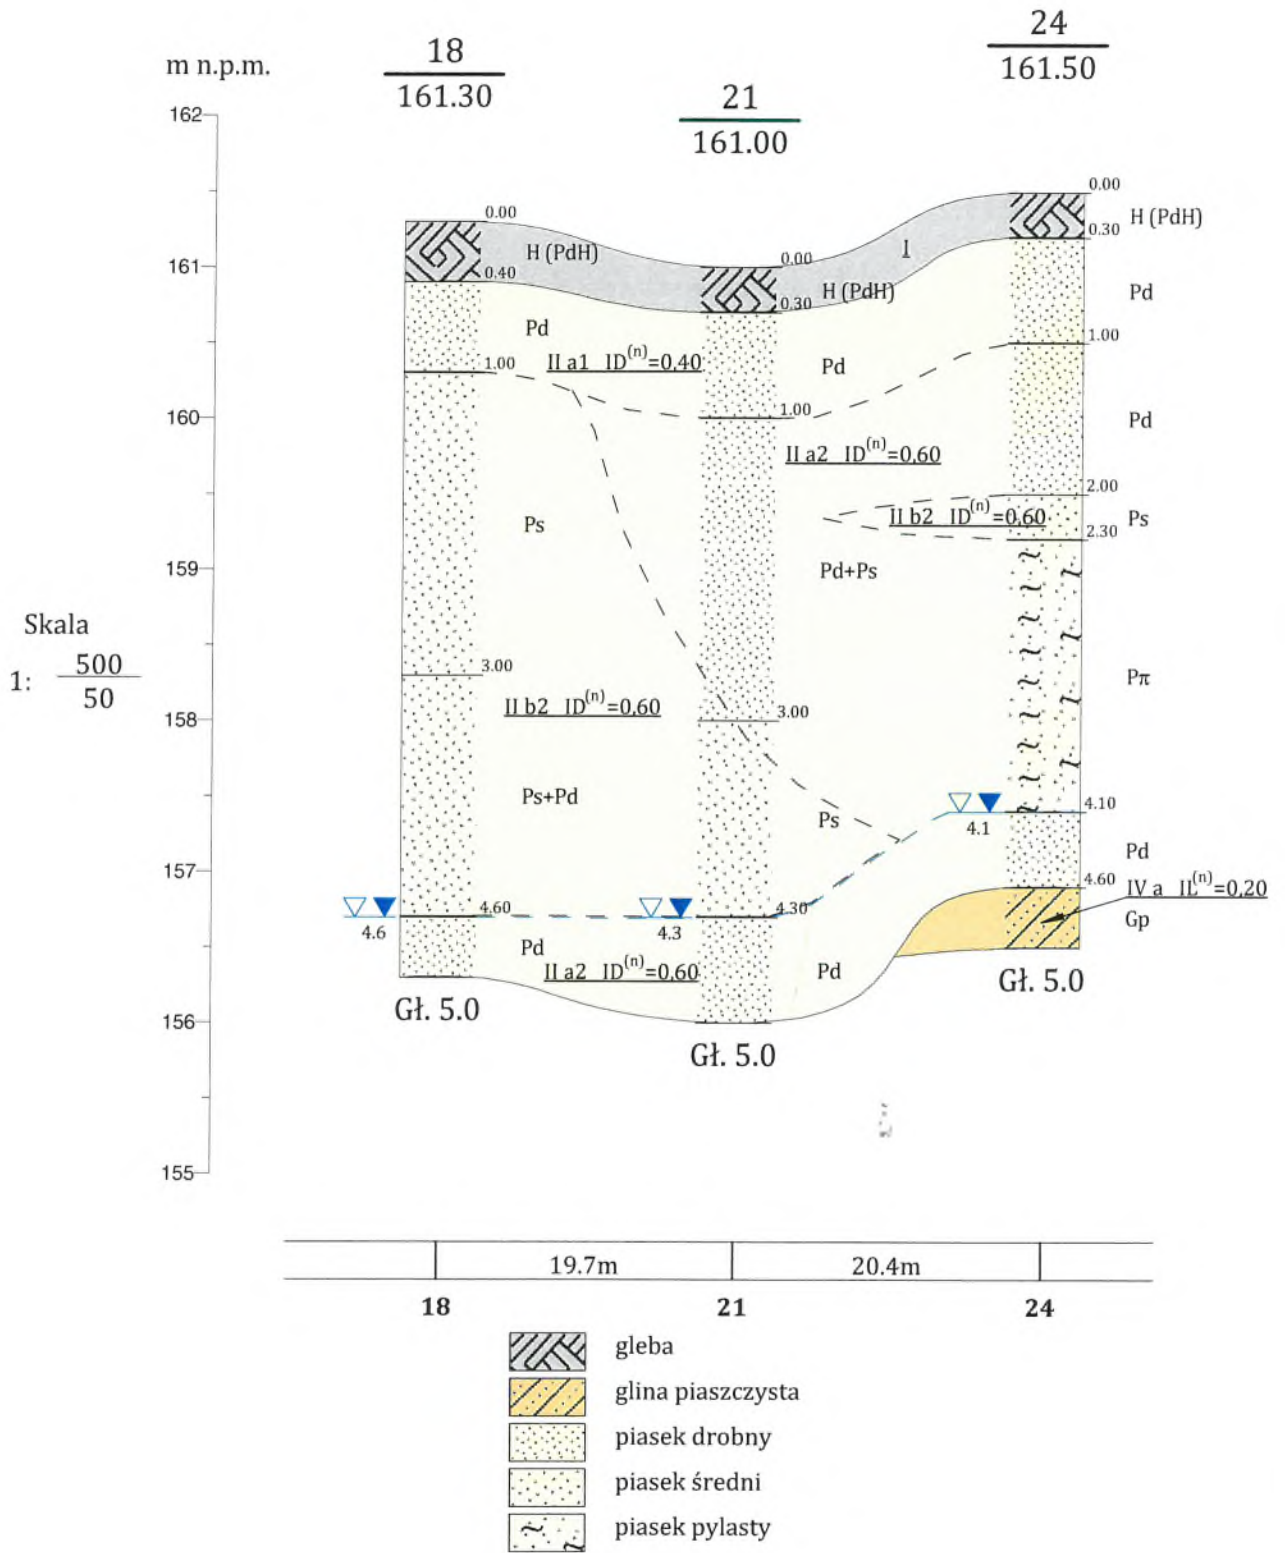 m n.p.m.
18
161.30
21
161.00
24
161.50
162
161
160
159
158
157
156
155
Skala
1: 500
50
0.00
0.40
1.00
3.00
4.60
4.6
Gł. 5.0
H (PdH)
Pd
II a1 ID(n)=0,40
Ps
II b2 ID(n)=0,60
Ps+Pd
Pd
II a2 ID(n)=0,60
0.00
0.30
1.00
3.00
4.30
4.3
Gł. 5.0
H (PdH)
I
Pd
II a2 ID(n)=0,60
II b2 ID(n)=0,60
Pd+Ps
Ps
Pd
4.1
0.00
0.30
1.00
2.00
2.30
4.10
4.60
H (PdH)
Pd
Pd
Ps
Pπ
Pd
IV a IL(n)=0,20
Gp
Gł. 5.0
19.7m 20.4m
18 21 24
gleba
glina piaszczysta
piasek drobny
piasek średni
piasek pylasty